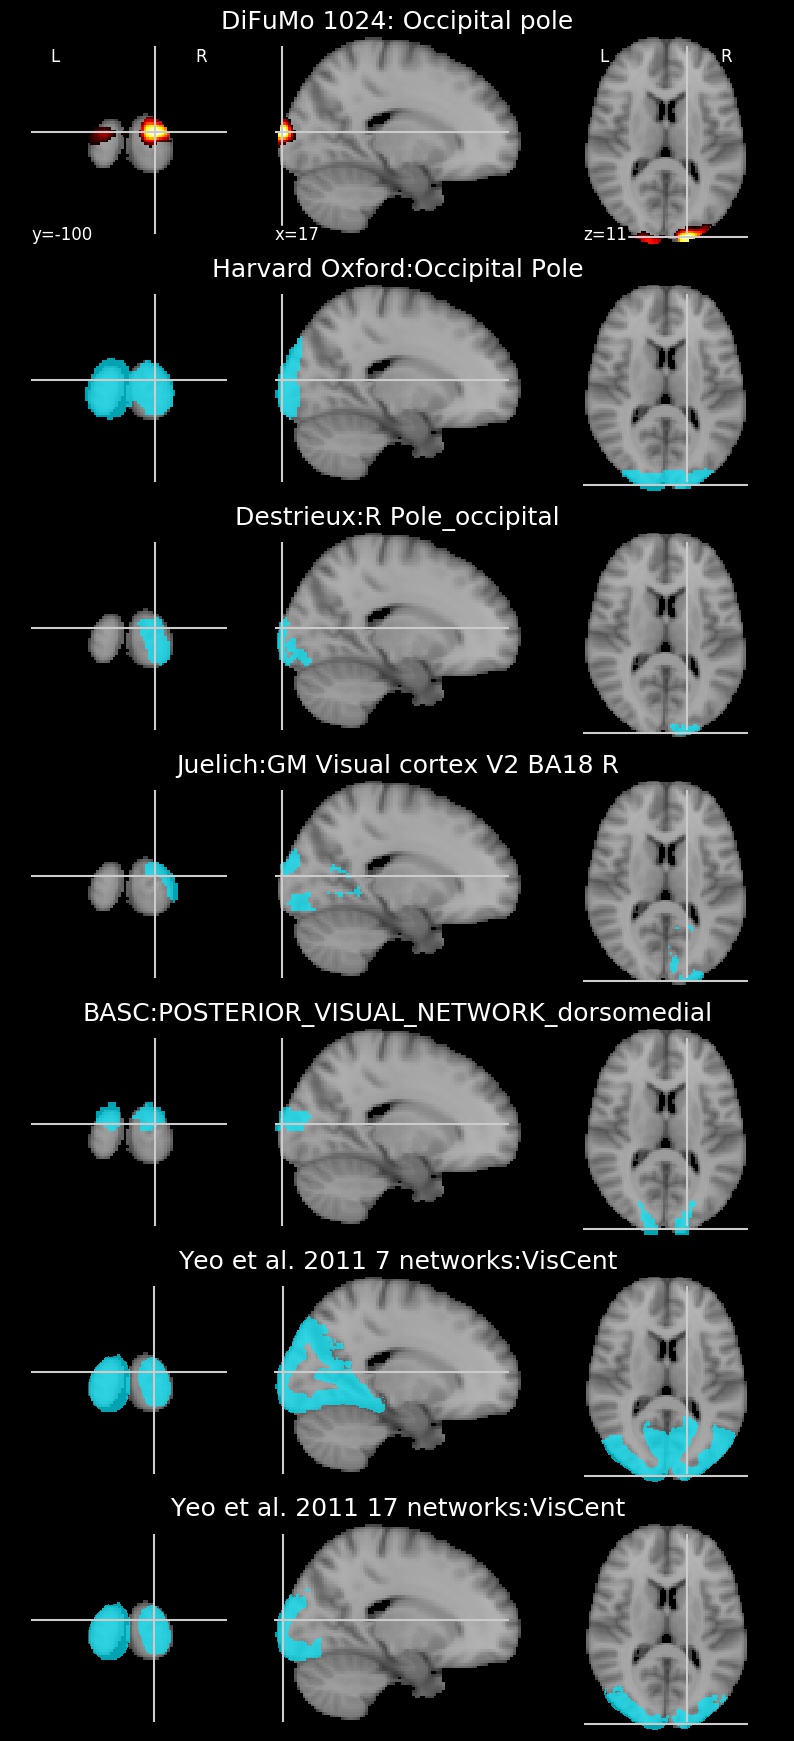 DiFuMo 1024: Occipital pole
L R L R
y=-100 x=17 z=11
Harvard Oxford:Occipital Pole
Destrieux:R Pole_occipital
Juelich:GM Visual cortex V2 BA18 R
BASC:POSTERIOR_VISUAL_NETWORK_dorsomedial
Yeo et al. 2011 7 networks:VisCent
Yeo et al. 2011 17 networks:VisCent